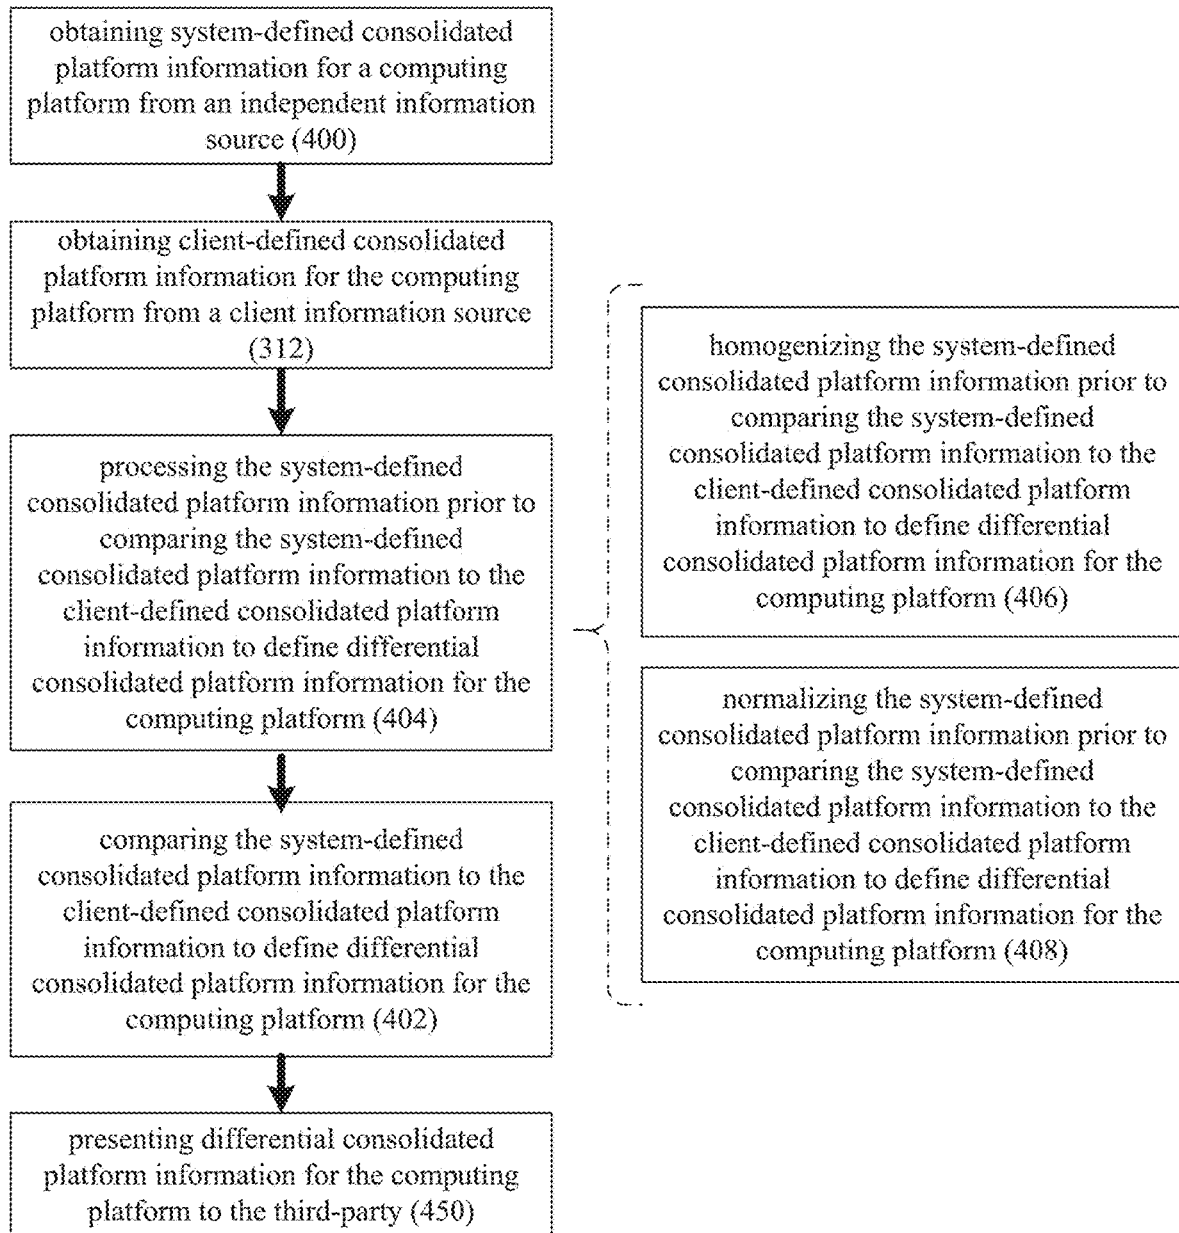 obtaining system-defined consolidated
platform information for a computing
platform from an independent information
source (400)
obtaining client-defined consolidated
platform information for the computing
platform from a client information source
(312)
processing the system-defined
consolidated platform information prior to
comparing the system-defined
consolidated platform information to the
client-defined consolidated platform
information to define differential
consolidated platform information for the
computing platform (404)
comparing the system-defined
consolidated platform information to the
client-defined consolidated platform
information to define differential
consolidated platform information for the
computing platform (402)
presenting differential consolidated
platform information for the computing
platform to the third-party (450)
homogenizing the system-defined
consolidated platform information prior to
comparing the system-defined
consolidated platform information to the
client-defined consolidated platform
information to define differential
consolidated platform information for the
computing platform (406)
normalizing the system-defined
consolidated platform information prior to
comparing the system-defined
consolidated platform information to the
client-defined consolidated platform
information to define differential
consolidated platform information for the
computing platform (408)